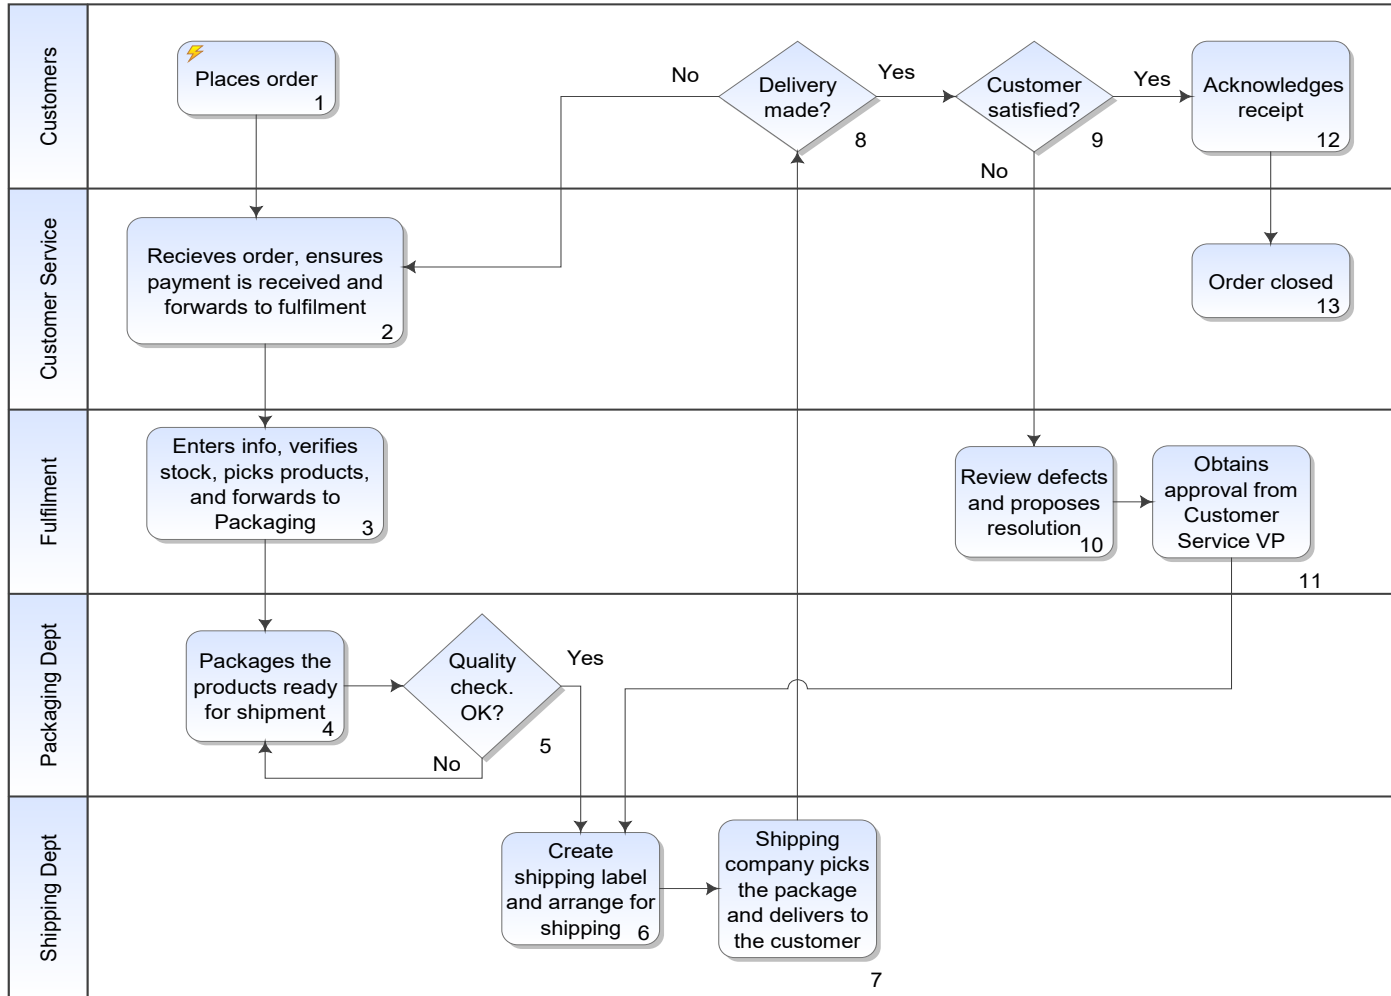 Customers
Places order
1
No
Delivery
made?
8
Yes
Customer
satisfied?
9
Yes
No
Acknowledges
receipt
12
Customer Service
Recieves order, ensures
payment is received and
forwards to fulfilment
2
Order closed
13
Fulfilment
Enters info, verifies
stock, picks products,
and forwards to
Packaging
3
Review defects
and proposes
resolution
10
Obtains
approval from
Customer
Service VP
11
Packaging Dept
Packages the
products ready
for shipment
4
Quality
check.
OK?
5
Yes
No
Shipping Dept
Create
shipping label
and arrange for
shipping
6
Shipping
company picks
the package
and delivers to
the customer
7